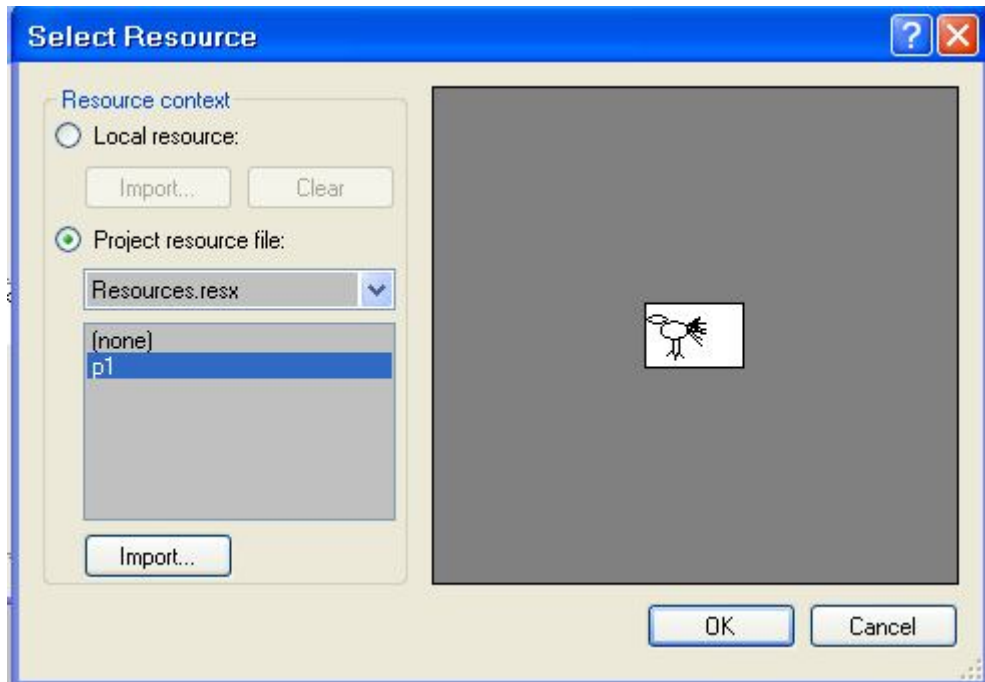 Select Resource
Resource context
Local resource:
Import... Clear
Project resource file:
Resources.resx
(none)
p1
Import...
OK Cancel